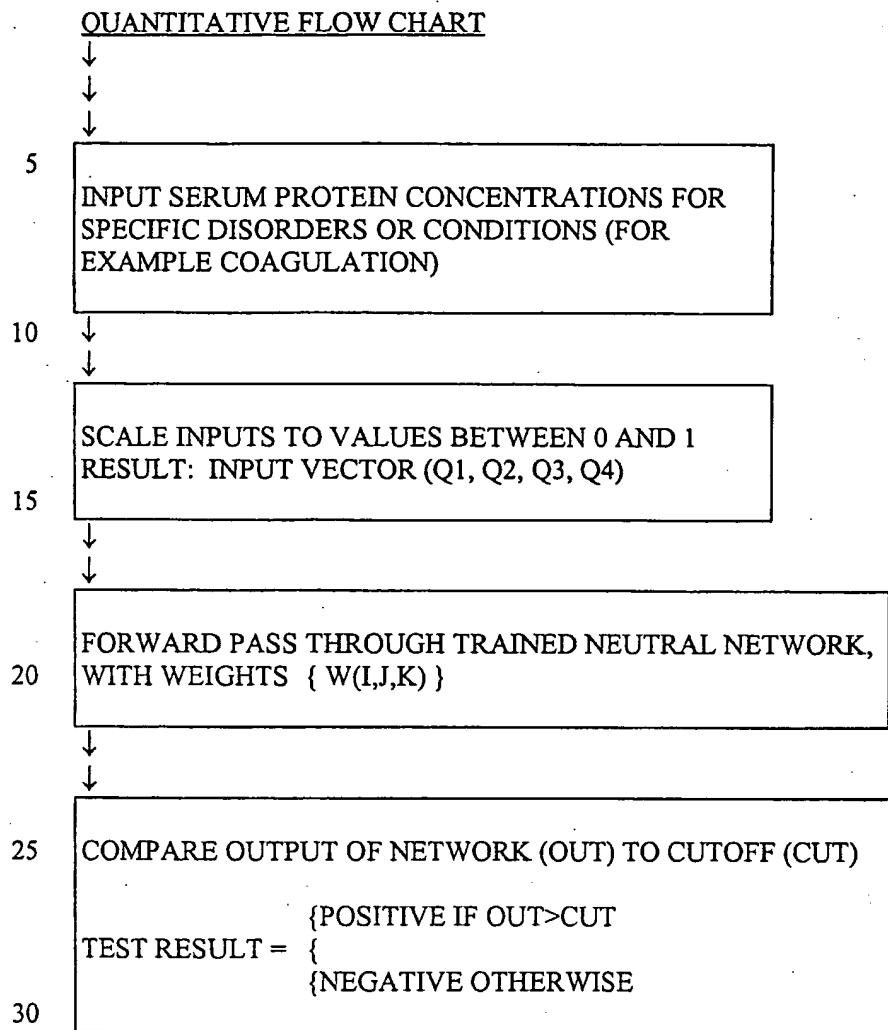 QUANTITATIVE FLOW CHART
↓
↓
↓
5
INPUT SERUM PROTEIN CONCENTRATIONS FOR
SPECIFIC DISORDERS OR CONDITIONS (FOR
EXAMPLE COAGULATION)
10 ↓
↓
SCALE INPUTS TO VALUES BETWEEN 0 AND 1
RESULT: INPUT VECTOR (Q1, Q2, Q3, Q4)
15
↓
↓
FORWARD PASS THROUGH TRAINED NEUTRAL NETWORK,
20 WITH WEIGHTS { W(I,J,K) }
↓
↓
25 COMPARE OUTPUT OF NETWORK (OUT) TO CUTOFF (CUT)
{POSITIVE IF OUT>CUT
TEST RESULT = {
{NEGATIVE OTHERWISE
30